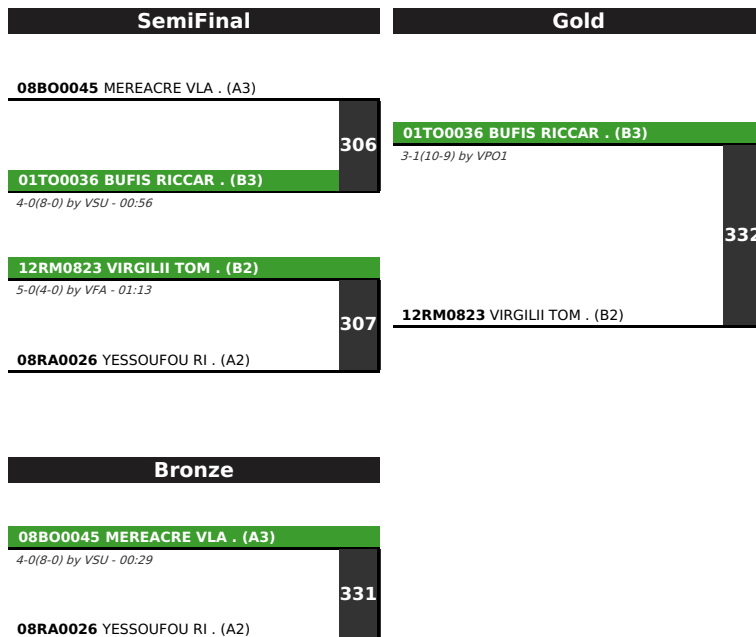 SemiFinal
08BO0045 MEREACRE VLA . (A3)
306
01TO0036 BUFIS RICCAR . (B3)
4-0(8-0) by VSU - 00:56
12RM0823 VIRGILII TOM . (B2)
5-0(4-0) by VFA - 01:13
307
08RA0026 YESSOUFOU RI . (A2)
Gold
01TO0036 BUFIS RICCAR . (B3)
3-1(10-9) by VPO1
332
12RM0823 VIRGILII TOM . (B2)
Bronze
08BO0045 MEREACRE VLA . (A3)
4-0(8-0) by VSU - 00:29
331
08RA0026 YESSOUFOU RI . (A2)